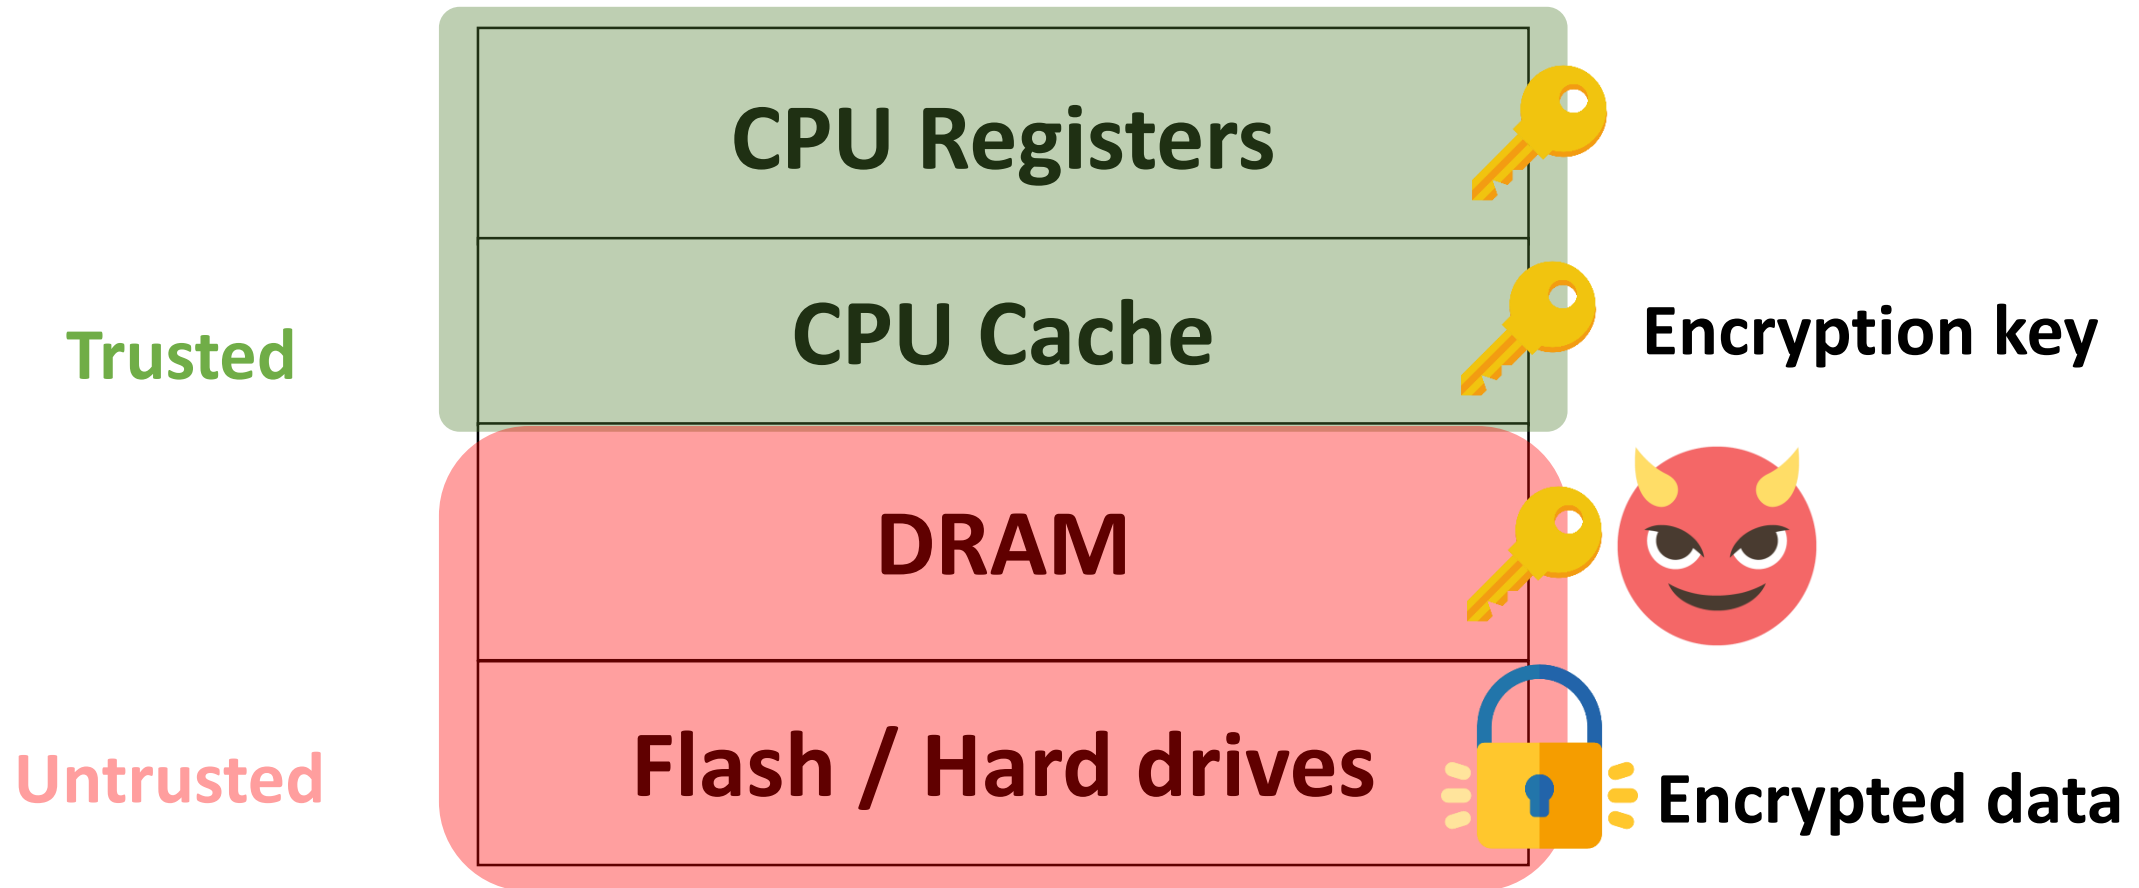 CPU Registers
CPU Cache
Trusted
Encryption key
DRAM
Flash / Hard drives
Untrusted
Encrypted data